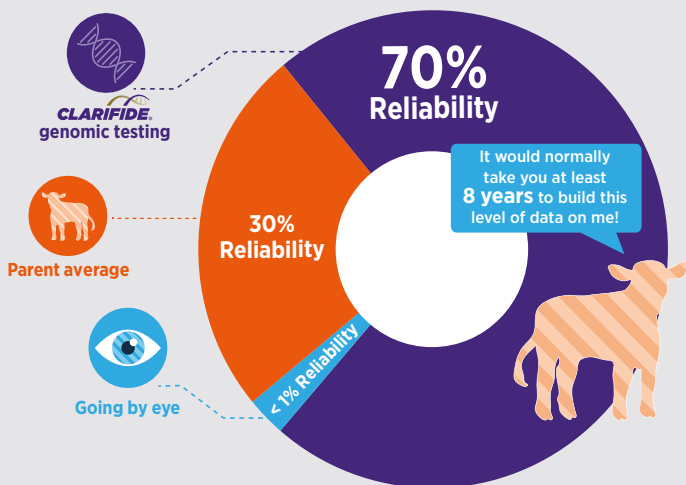 CLARIFIDE®
genomic testing
70%
Reliability
It would normally
take you at least
8 years to build this
level of data on me!
30%
Reliability
Parent average
< 1% Reliability
Going by eye